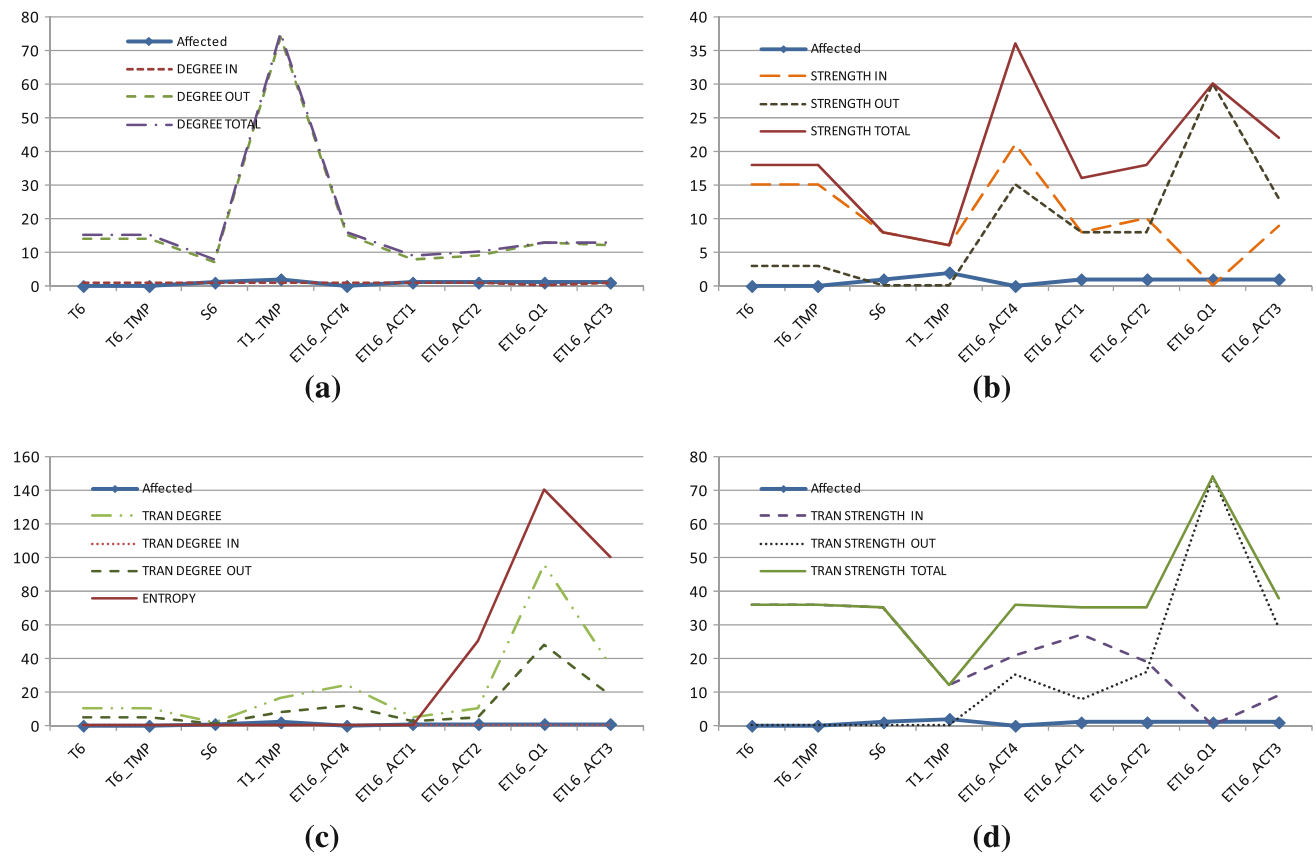 80
70
60
50
40
30
20
10
0
Affected
DEGREE IN
DEGREE OUT
DEGREE TOTAL
T6
T6_TMP
S6
T1_TMP
ETL6_ACT4
ETL6_ACT1
ETL6_ACT2
ETL6_Q1
ETL6_ACT3
(a)
40
35
30
25
20
15
10
5
0
Affected
STRENGTH IN
STRENGTH OUT
STRENGTH TOTAL
T6
T6_TMP
S6
T1_TMP
ETL6_ACT4
ETL6_ACT1
ETL6_ACT2
ETL6_Q1
ETL6_ACT3
(b)
160
140
120
100
80
60
40
20
0
Affected
TRAN DEGREE
TRAN DEGREE IN
TRAN DEGREE OUT
ENTROPY
T6
T6_TMP
S6
T1_TMP
ETL6_ACT4
ETL6_ACT1
ETL6_ACT2
ETL6_Q1
ETL6_ACT3
(c)
80
70
60
50
40
30
20
10
0
Affected
TRAN STRENGTH IN
TRAN STRENGTH OUT
TRAN STRENGTH TOTAL
T6
T6_TMP
S6
T1_TMP
ETL6_ACT4
ETL6_ACT1
ETL6_ACT2
ETL6_Q1
ETL6_ACT3
(d)